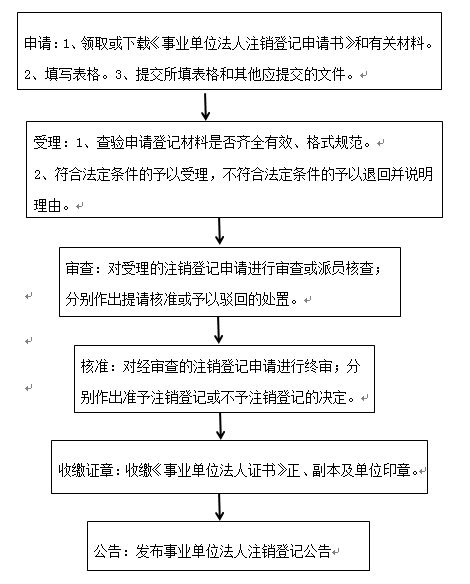 申请：1、领取或下载《事业单位法人注销登记申请书》和有关材料。
2、填写表格。3、提交所填表格和其他应提交的文件。
受理：1、查验申请登记材料是否齐全有效、格式规范。
2、符合法定条件的予以受理，不符合法定条件的予以退回并说明
理由。
审查：对受理的注销登记申请进行审查或派员核查；
分别作出提请核准或予以驳回的处置。
核准：对经审查的注销登记申请进行终审；分
别作出准予注销登记或不予注销登记的决定。
收缴证章：收缴《事业单位法人证书》正、副本及单位印章。
公告：发布事业单位法人注销登记公告